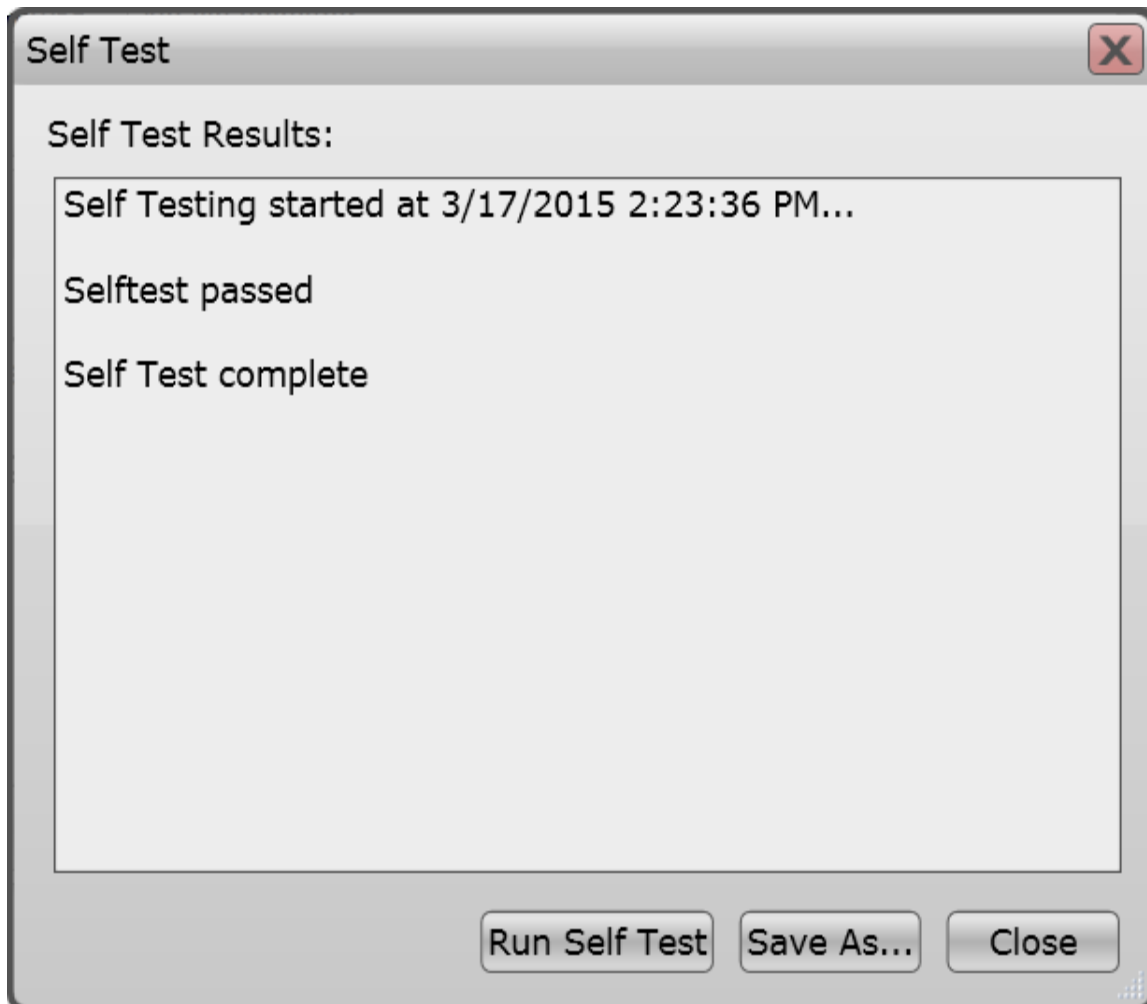 Self Test
Self Test Results:
Self Testing started at 3/17/2015 2:23:36 PM...
Selftest passed
Self Test complete
Run Self Test
Save As...
Close